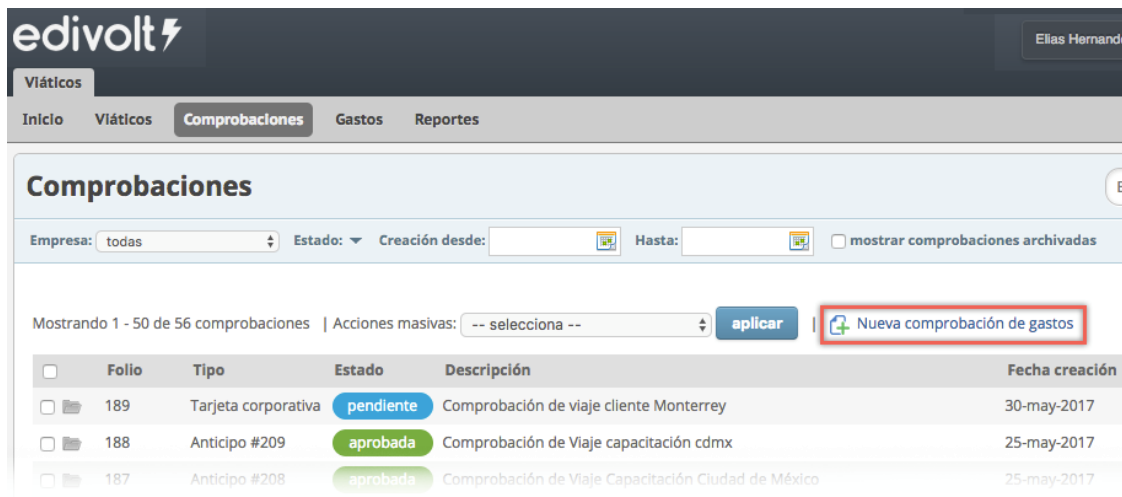 edivolt
Elias Hernand
Viáticos
Inicio Viáticos Comprobaciones Gastos Reportes
Comprobaciones
Empresa: todas Estado: Creación desde: Hasta: mostrar comprobaciones archivadas
Mostrando 1 - 50 de 56 comprobaciones | Acciones masivas: -- selecciona -- aplicar | Nueva comprobación de gastos
Folio Tipo Estado Descripción Fecha creación
189 Tarjeta corporativa pendiente Comprobación de viaje cliente Monterrey 30-may-2017
188 Anticipo #209 aprobada Comprobación de Viaje capacitación cdmx 25-may-2017
187 Anticipo #208 aprobada Comprobación de Viaje Capacitación Ciudad de México 25-may-2017